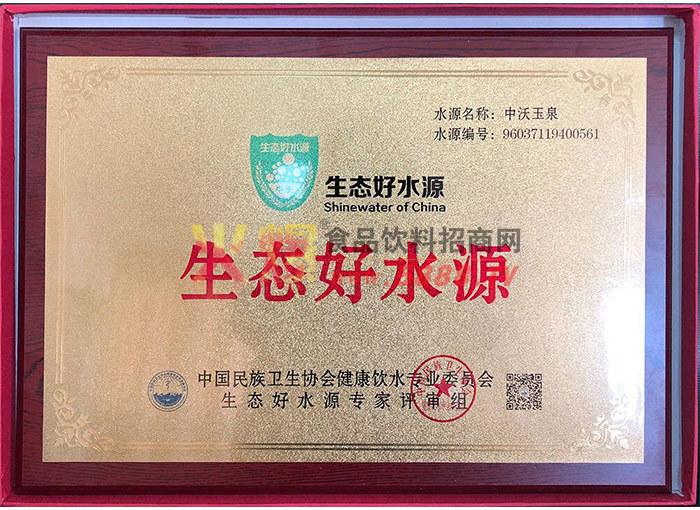 水源名称：中沃玉泉
水源编号：96037119400561
生态好水源
生态好水源
Shinewater of China
食品饮料招商网
生态好水源
中国民族卫生协会健康饮水专业委员会
生态好水源专家评审组